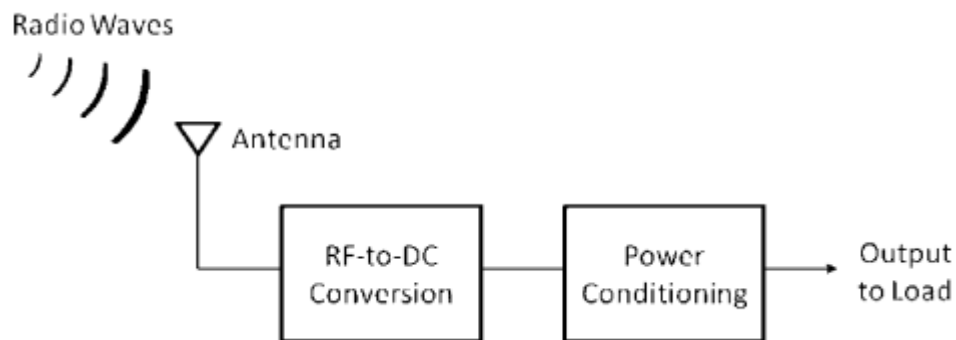 Radio Waves
Antenna
RF-to-DC
Conversion
Power
Conditioning
Output
to Load